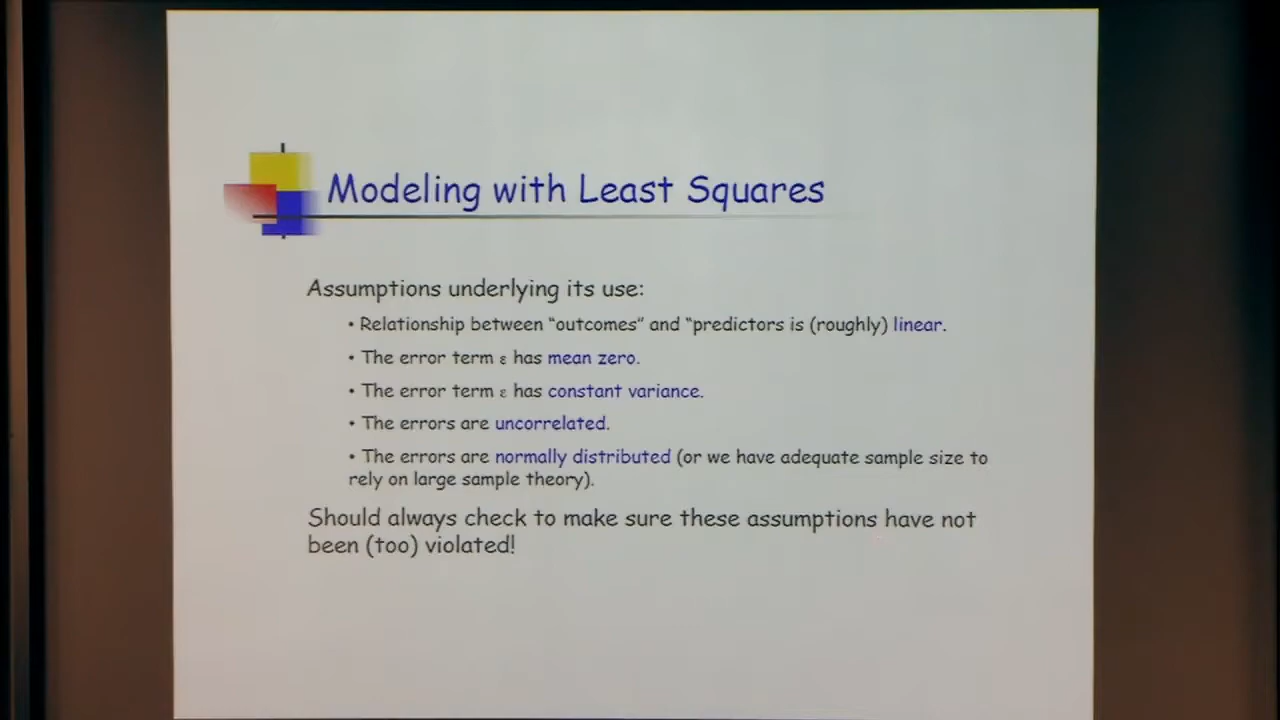 Modeling with Least Squares
Assumptions underlying its use:
• Relationship between “outcomes” and “predictors is (roughly) linear.
• The error term ε has mean zero.
• The error term ε has constant variance.
• The errors are uncorrelated.
• The errors are normally distributed (or we have adequate sample size to
rely on large sample theory).
Should always check to make sure these assumptions have not
been (too) violated!